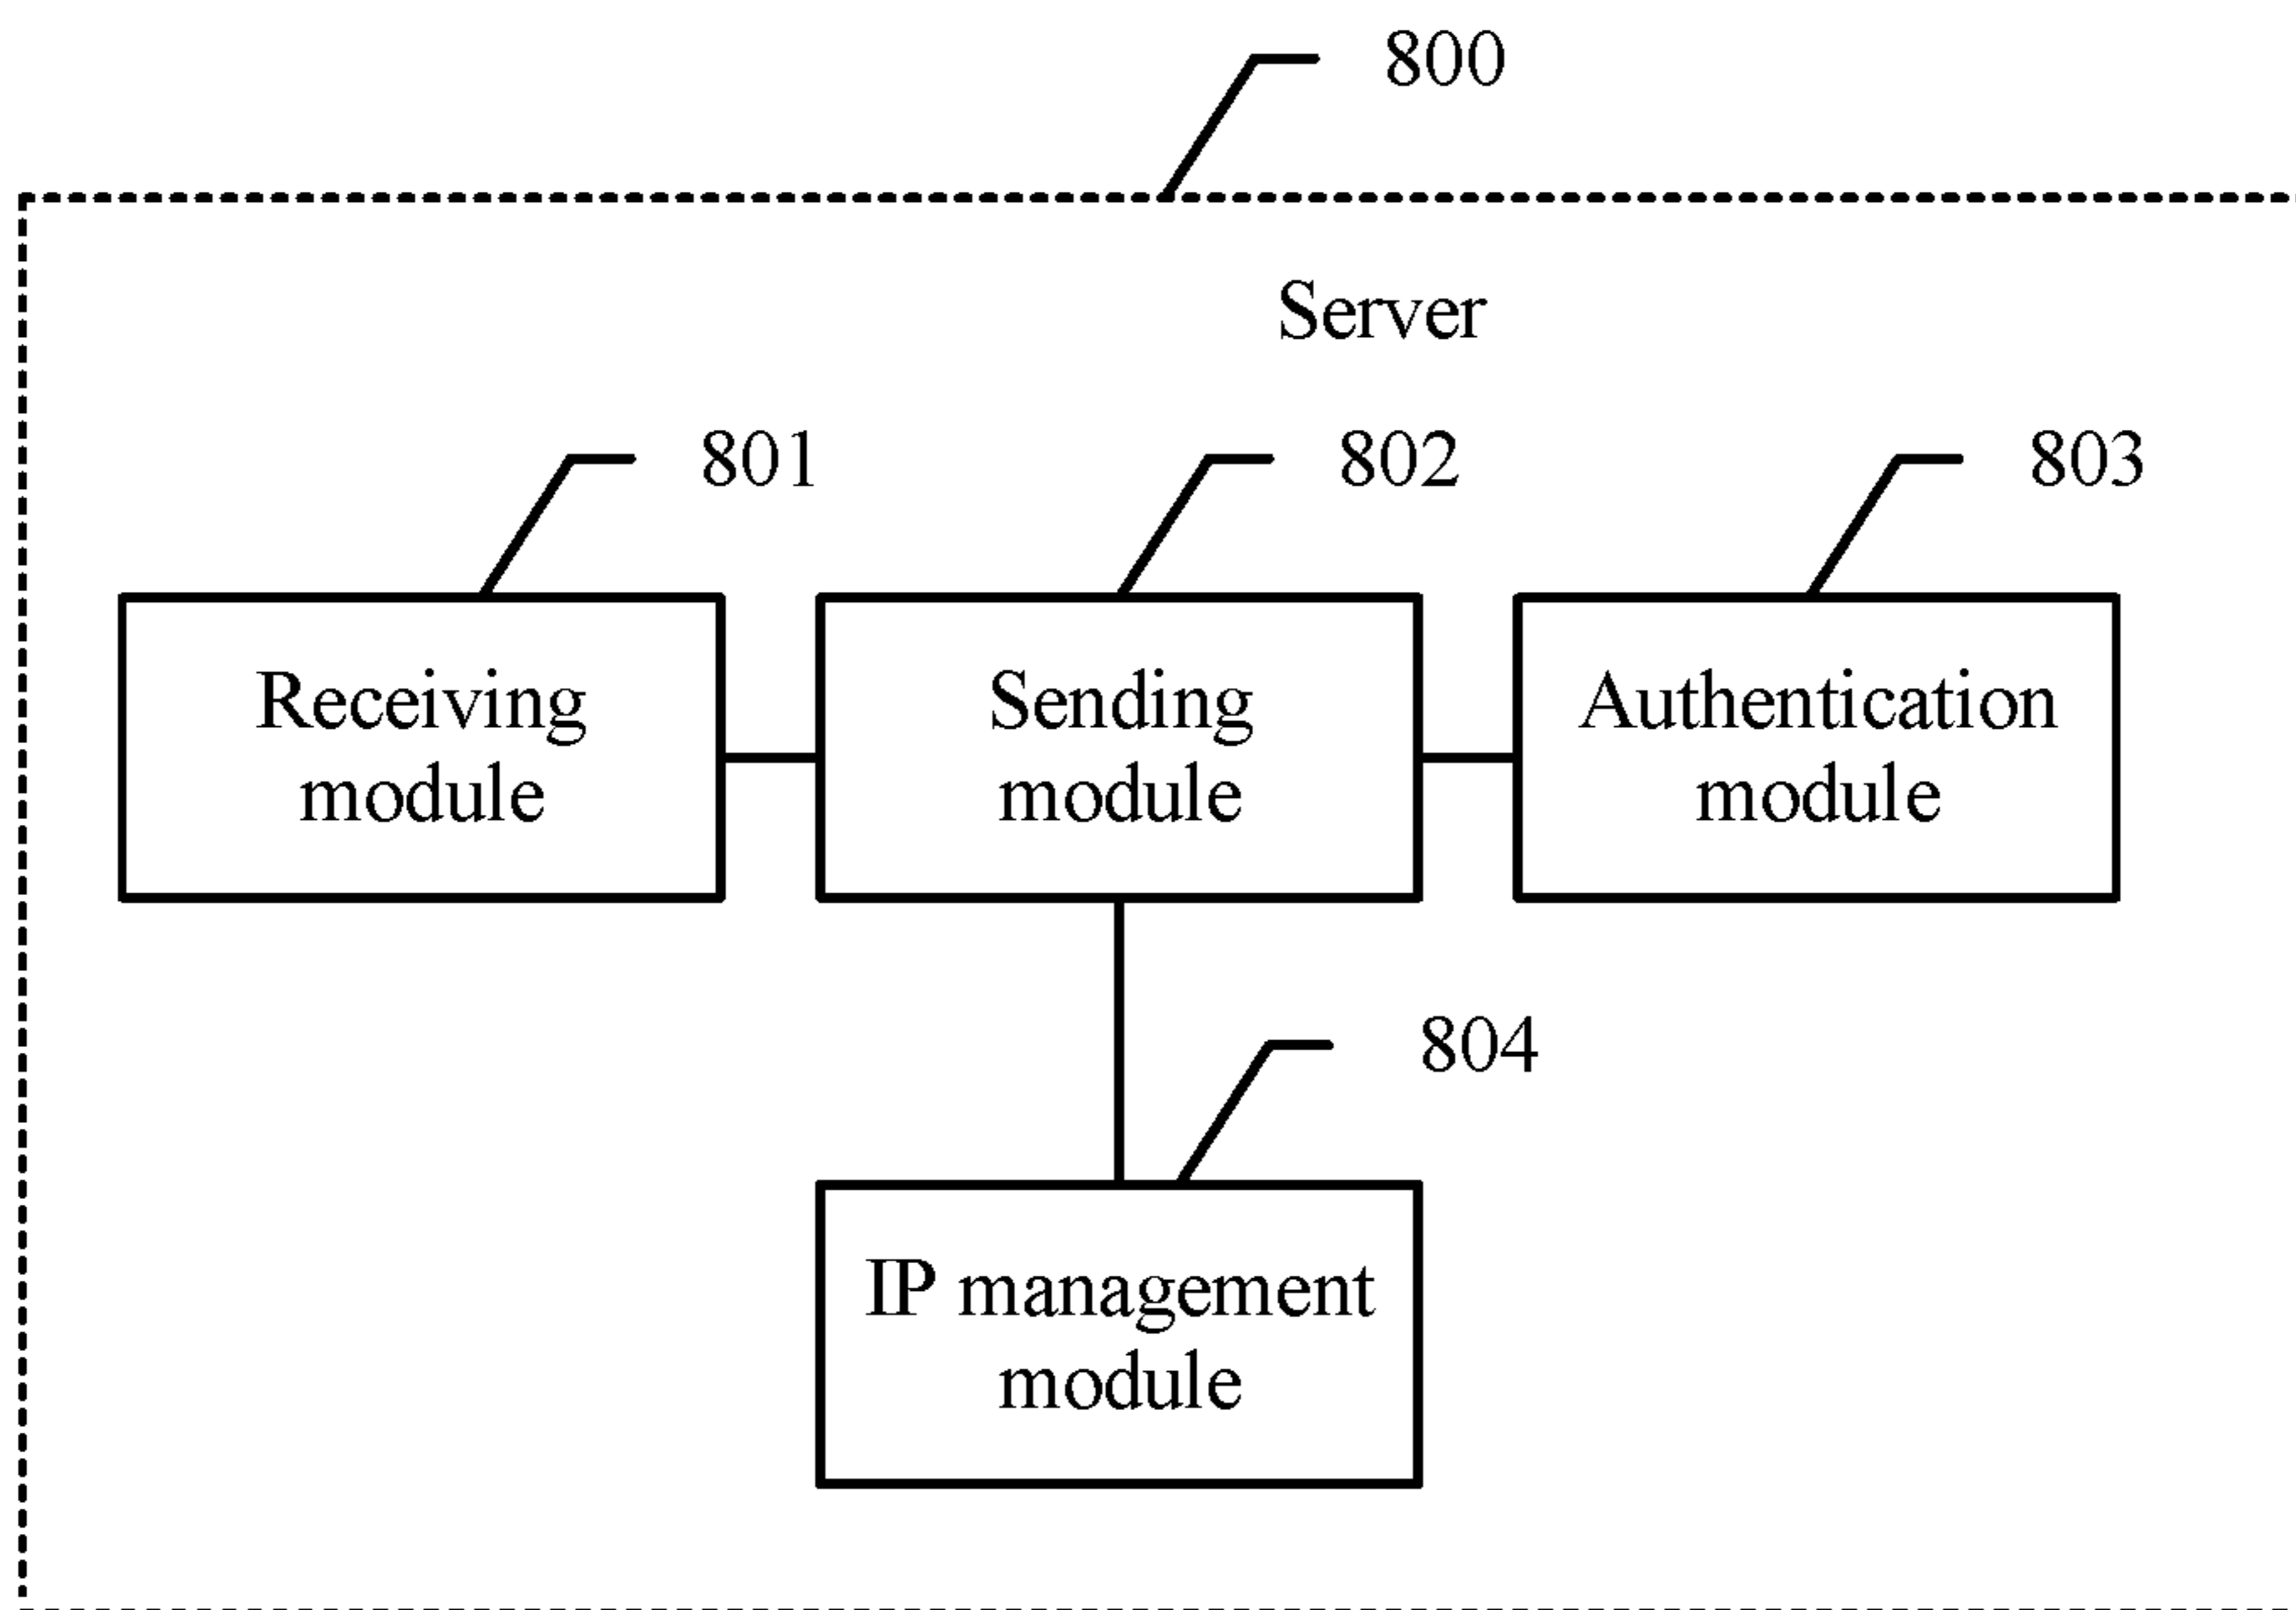 800
Server
801
802
803
Receiving
module
Sending
module
Authentication
module
804
IP management
module